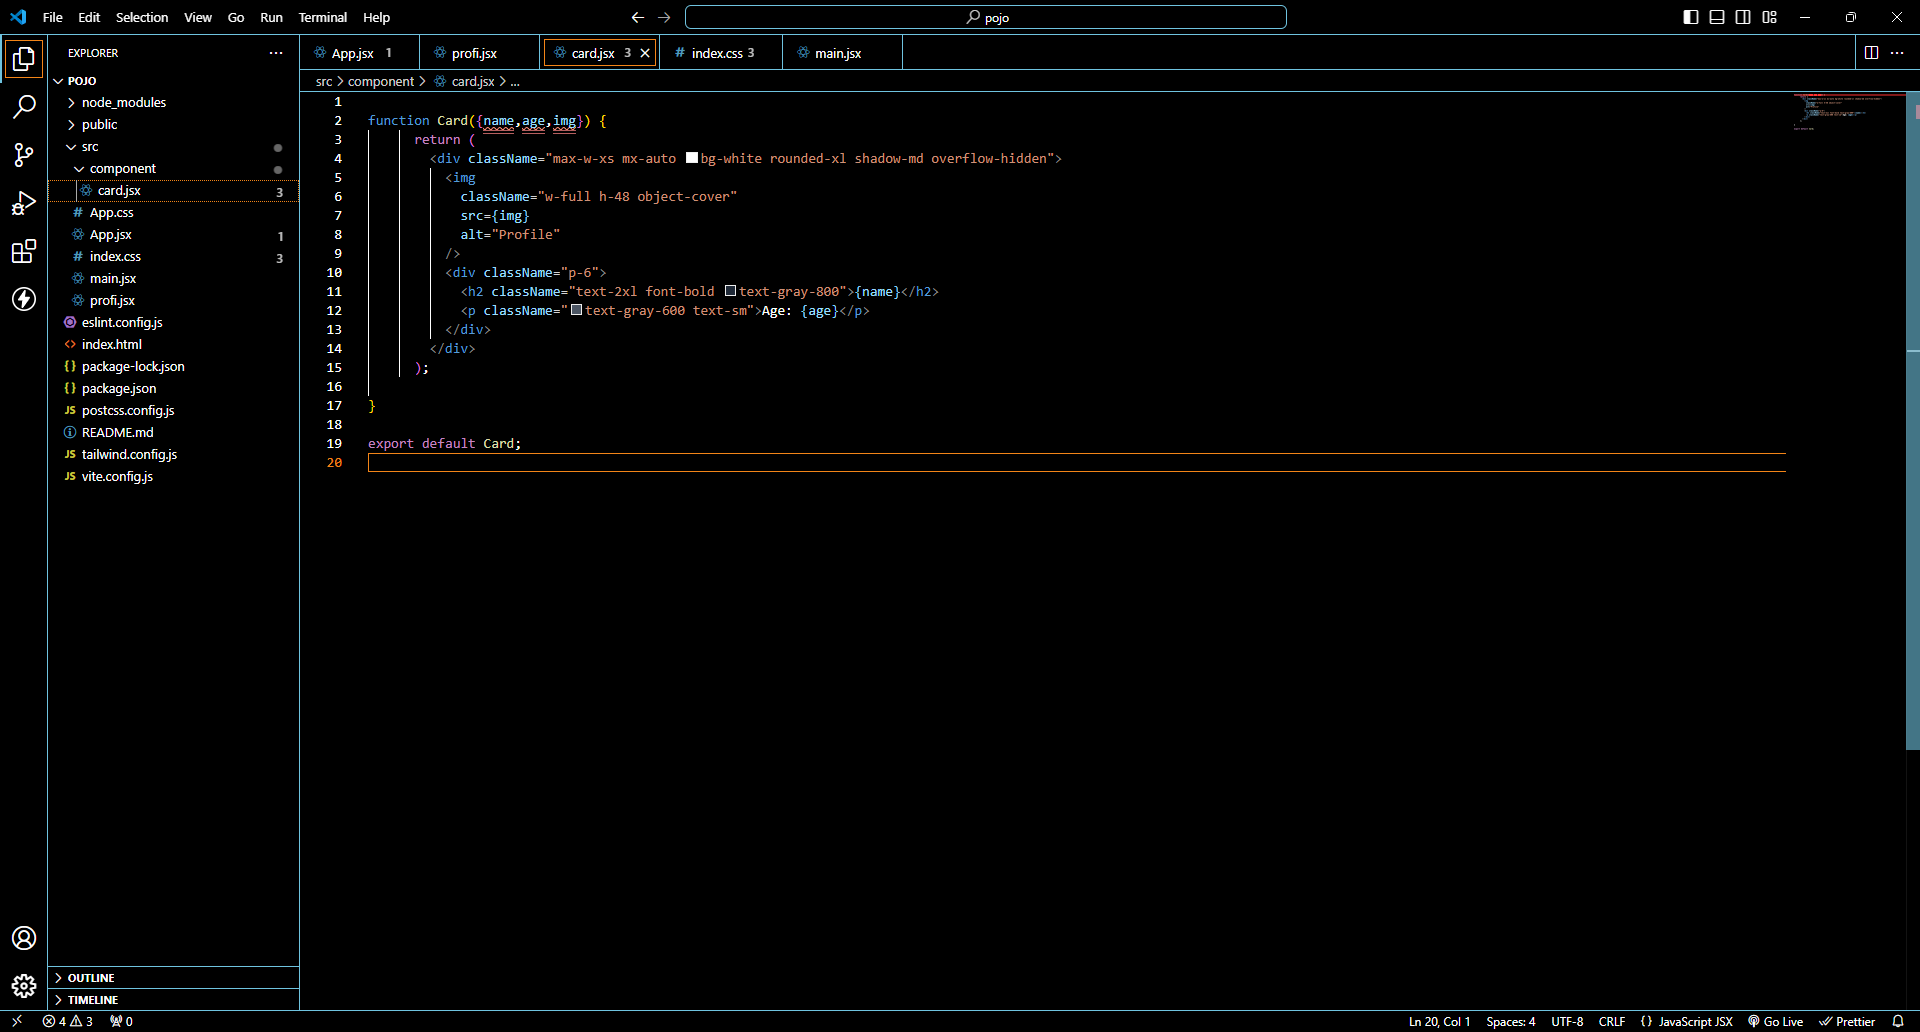 File Edit Selection View Go Run Terminal Help
pojo
EXPLORER
POJO
node_modules
public
src
component
card.jsx 3
App.css
App.jsx 1
index.css 3
main.jsx
profi.jsx
eslint.config.js
index.html
package-lock.json
package.json
postcss.config.js
README.md
tailwind.config.js
vite.config.js
OUTLINE
TIMELINE
App.jsx 1 profi.jsx card.jsx 3 index.css 3 main.jsx
src > component > card.jsx > ...
1
2 function Card({name,age,img}) {
3 return (
4 <div className="max-w-xs mx-auto bg-white rounded-xl shadow-md overflow-hidden">
5 <img
6 className="w-full h-48 object-cover"
7 src={img}
8 alt="Profile"
9 />
10 <div className="p-6">
11 <h2 className="text-2xl font-bold text-gray-800">{name}</h2>
12 <p className="text-gray-600 text-sm">Age: {age}</p>
13 </div>
14 </div>
15 );
16
17 }
18
19 export default Card;
20
4 3 0 Ln 20, Col 1 Spaces: 4 UTF-8 CRLF {} JavaScript JSX Go Live Prettier